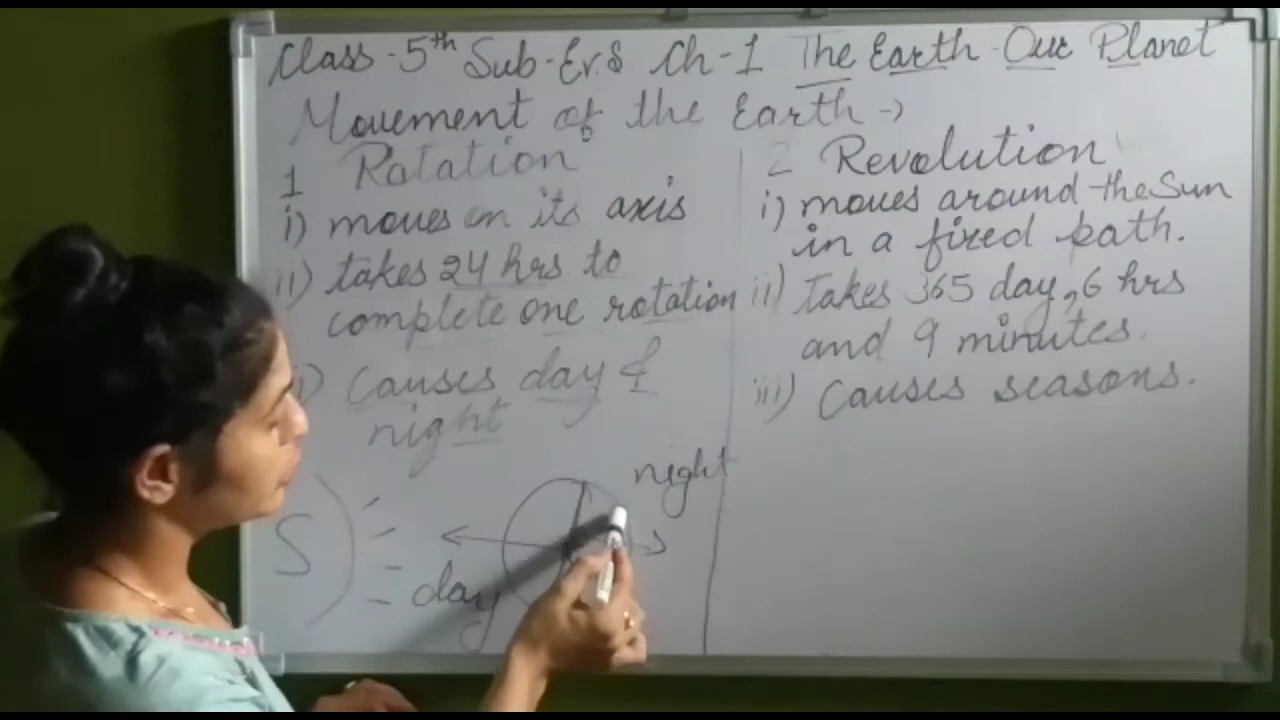 Class-5th Sub-Ev.S Ch-1 The Earth-Our Planet
Movement of the Earth→
1 Rotation
i) moves on its axis
ii) takes 24 hrs to
complete one rotation
i) causes day &
night
2 Revolution
i) moves around the Sun
in a fixed path.
ii) Takes 365 day, 6 hrs
and 9 minutes.
iii) Causes seasons.
night
S
day